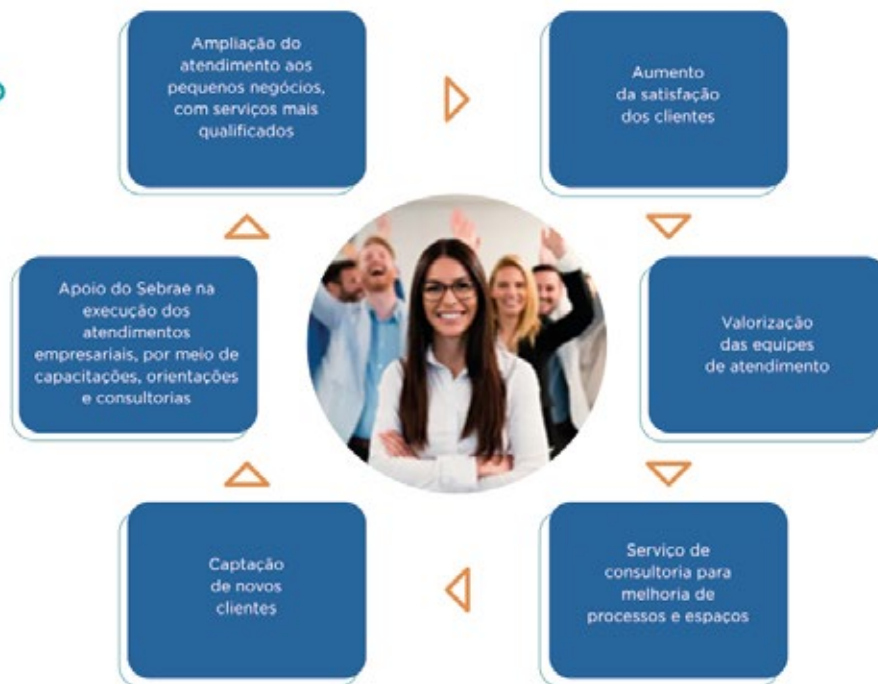 Ampliação do
atendimento aos
pequenos negócios,
com serviços mais
qualificados
Aumento
da satisfação
dos clientes
Valorização
das equipes
de atendimento
Serviço de
consultoria para
melhoria de
processos e espaços
Captação
de novos
clientes
Apoio do Sebrae na
execução dos
atendimentos
empresariais, por meio de
capacitações, orientações
e consultorias